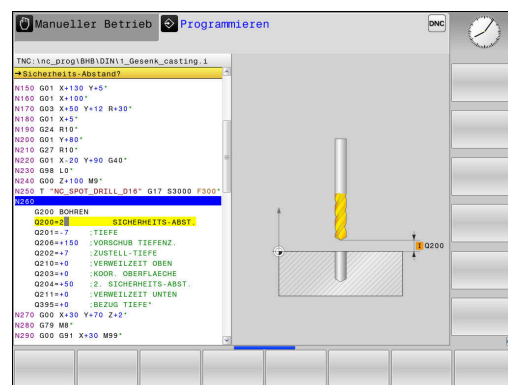 Manueller Betrieb
Programmieren
DNC
TNC:\nc_prog\BHB\DIN\1_Gesenk_casting.i
→Sicherheits-Abstand?
N150 G01 X+130 Y+5*
N160 G01 X+100*
N170 G03 X+50 Y+12 R+30*
N180 G01 X+5*
N190 G24 R10*
N200 G01 Y+80*
N210 G27 R10*
N220 G01 X-20 Y+90 G40*
N230 G98 L0*
N240 G00 Z+100 M9*
N250 T "NC_SPOT_DRILL_D16" G17 S3000 F300*
N260
G200 BOHREN
Q200=2 SICHERHEITS-ABST.
Q201=-7 ;TIEFE
Q206=+150 ;VORSCHUB TIEFENZ.
Q202=+7 ;ZUSTELL-TIEFE
Q210=+0 ;VERWEILZEIT OBEN
Q203=+0 ;KOOR. OBERFLAECHE
Q204=+50 ;2. SICHERHEITS-ABST.
Q211=+0 ;VERWEILZEIT UNTEN
Q395=+0 ;BEZUG TIEFE*
N270 G00 X+30 Y+70 Z+2*
N280 G79 M8*
N290 G00 G91 X+30 M99*
I Q200